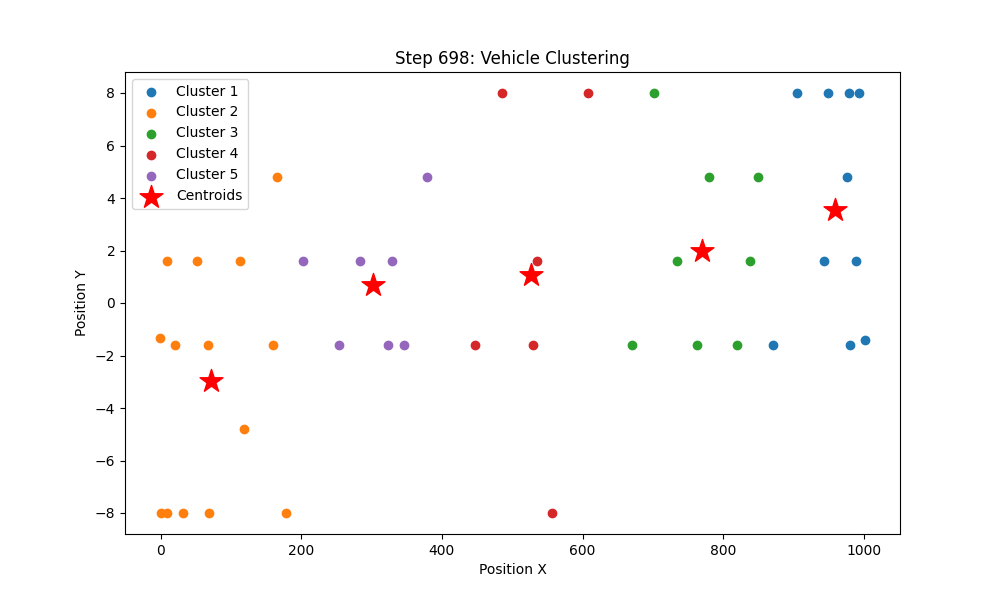 Step 698: Vehicle Clustering
Cluster 1
Cluster 2
Cluster 3
Cluster 4
Cluster 5
Centroids
8
6
4
2
0
−2
−4
−6
−8
Position Y
0
200
400
600
800
1000
Position X